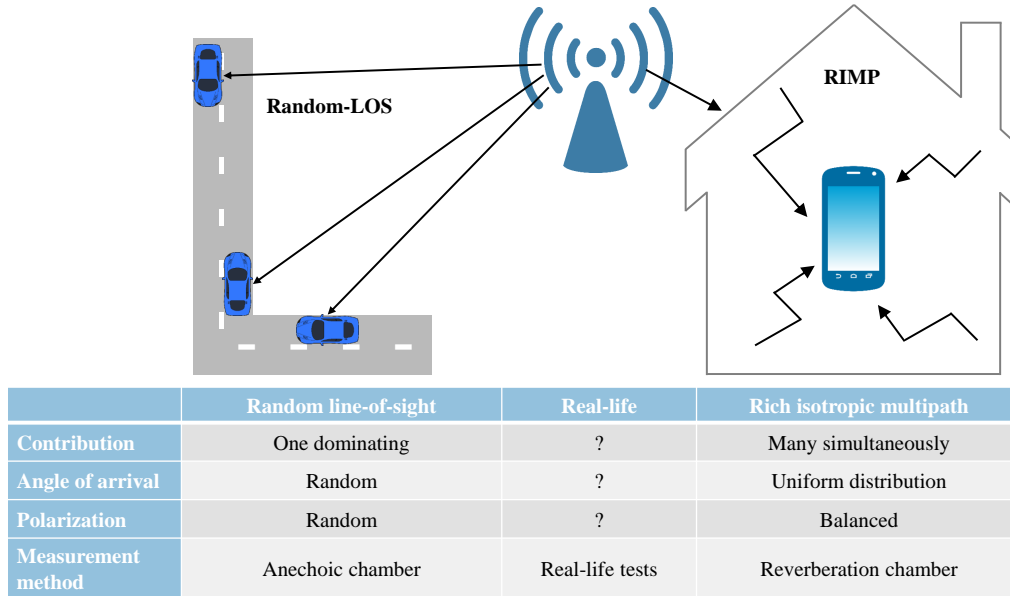 RIMP
Random-LOS
Random line-of-sight Real-life Rich isotropic multipath
Contribution One dominating ? Many simultaneously
Angle of arrival Random ? Uniform distribution
Polarization Random ? Balanced
Measurement method Anechoic chamber Real-life tests Reverberation chamber